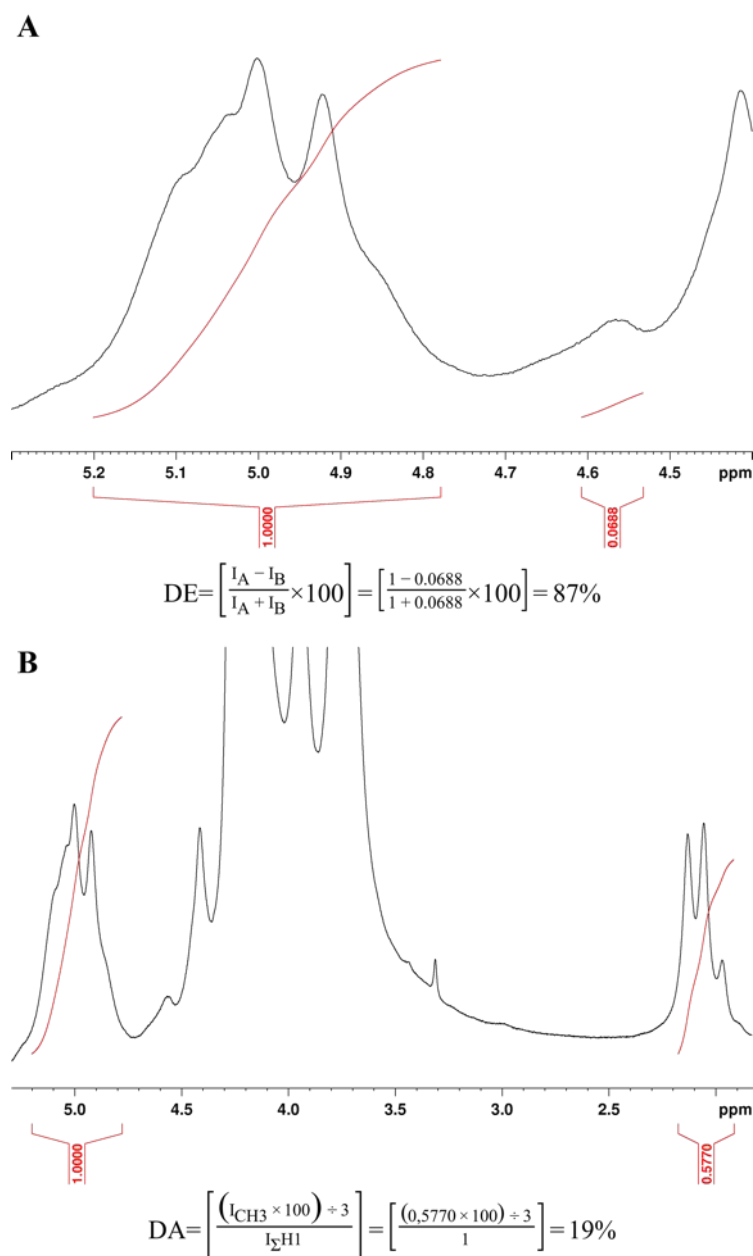 A
5.2 5.1 5.0 4.9 4.8 4.7 4.6 4.5 ppm
1.0000 0.0688
DE=[I_A − I_B / I_A + I_B ×100] = [1 − 0.0688 / 1 + 0.0688 ×100] = 87%
B
5.0 4.5 4.0 3.5 3.0 2.5 ppm
1.0000 0.5770
DA=[(I_CH3 × 100) ÷ 3 / I_ΣH1] = [(0,5770 × 100) ÷ 3 / 1] = 19%